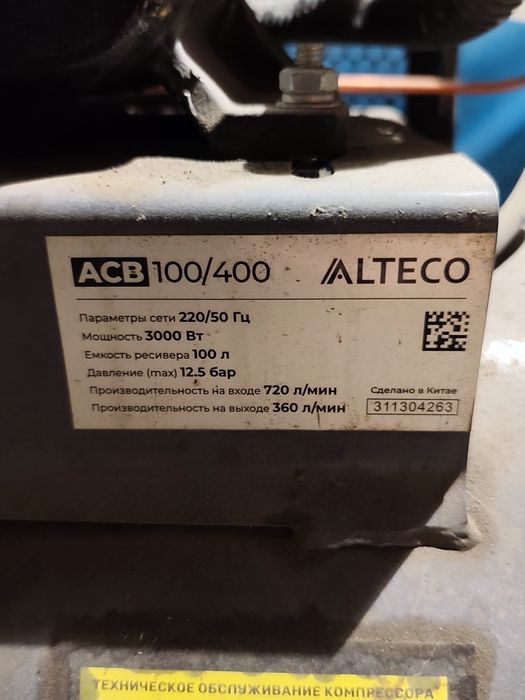 ACB 100/400 ALTECO
Параметры сети 220/50 Гц
Мощность 3000 Вт
Емкость ресивера 100 л
Давление (max) 12.5 бар
Производительность на входе 720 л/мин
Производительность на выходе 360 л/мин
Сделано в Китае
311304263
ТЕХНИЧЕСКОЕ ОБСЛУЖИВАНИЕ КОМПРЕССОРА